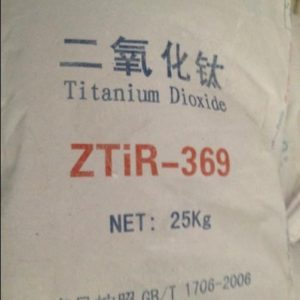 二氧化钛
Titanium Dioxide
ZTiR-369
NET: 25Kg
GB/T 1706-2006